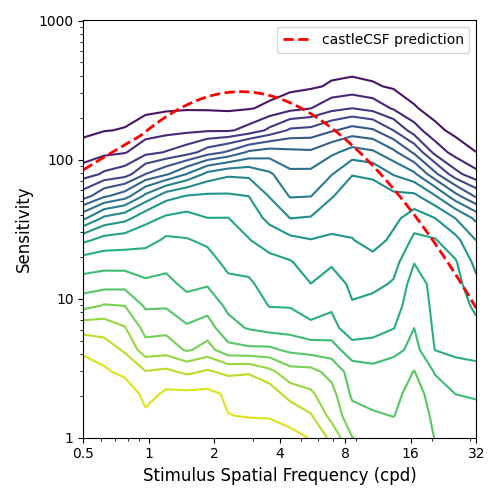 1000
castleCSF prediction
100
Sensitivity
10
1
0.5 1 2 4 8 16 32
Stimulus Spatial Frequency (cpd)